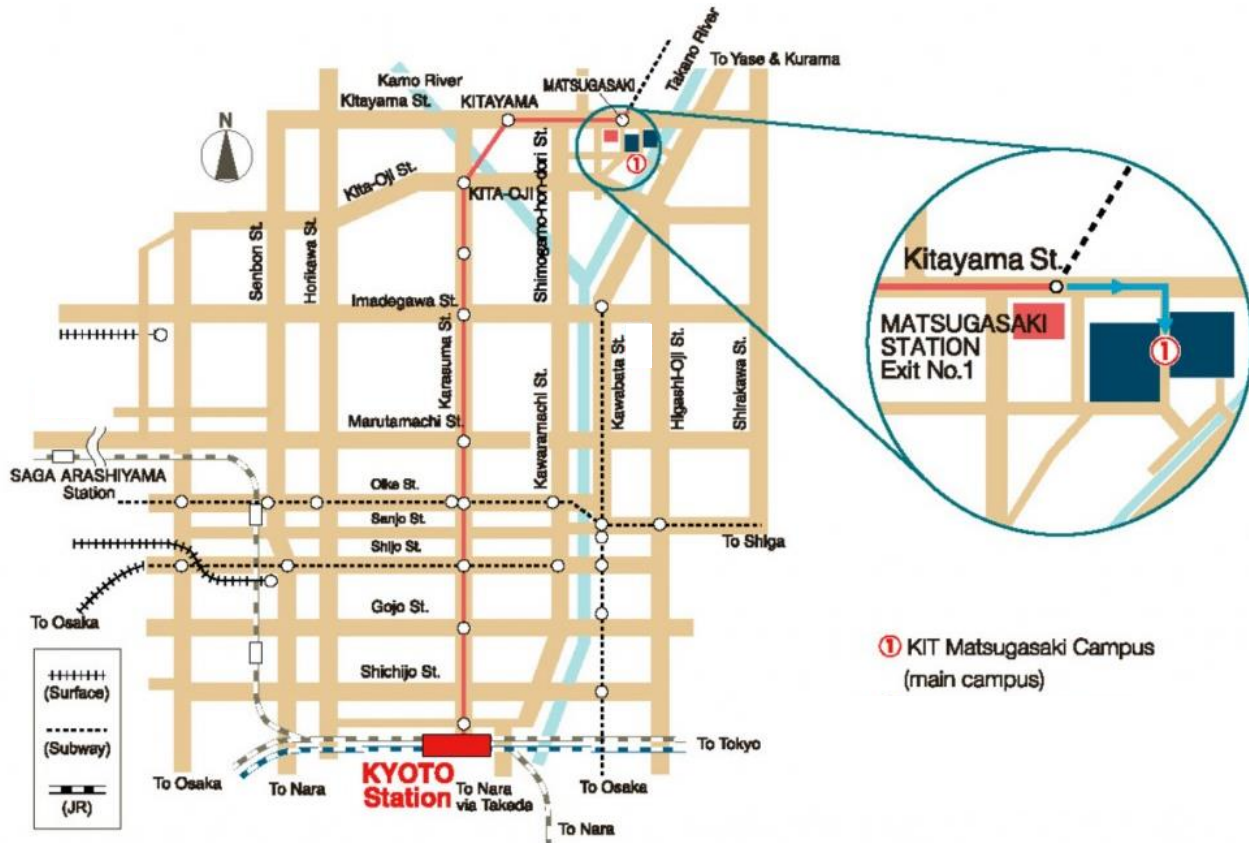 Takano River
To Yase & Kurama
Kamo River
MATSUGASAKI
Kitayama St.
KITAYAMA
N
①
Kita-Oji St.
KITA-OJI
Shimogamo-hon-dori St.
Senbon St.
Horikawa St.
Imadegawa St.
Karasuma St.
Kawaramachi St.
Kawabata St.
Higashi-Oji St.
Shirakawa St.
Marutamachi St.
SAGA ARASHIYAMA
Station
Oike St.
Sanjo St.
To Shiga
Shijo St.
To Osaka
Gojo St.
Shichijo St.
(Surface)
(Subway)
(JR)
To Tokyo
To Osaka
To Nara
KYOTO
Station
To Nara
via Takeda
To Osaka
To Nara
Kitayama St.
MATSUGASAKI
STATION
Exit No.1
①
① KIT Matsugasaki Campus
(main campus)